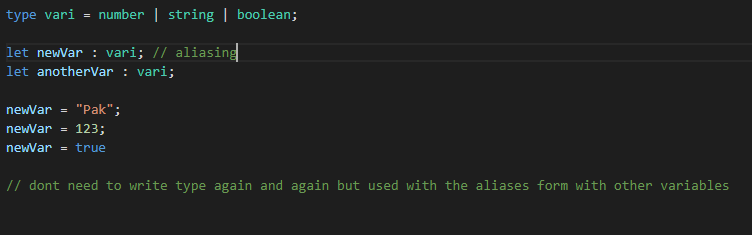 type vari = number | string | boolean;
let newVar : vari; // aliasing
let anotherVar : vari;
newVar = "Pak";
newVar = 123;
newVar = true
// dont need to write type again and again but used with the aliases form with other variables